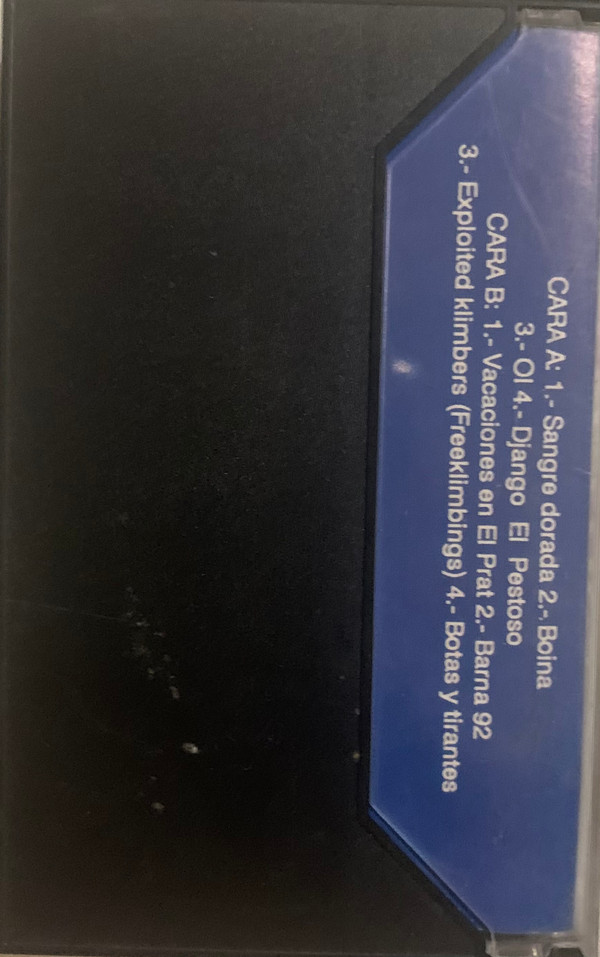 CARA A: 1.- Sangre dorada 2.- Boina
3.- OI 4.- Django El Pestoso
CARA B: 1.- Vacaciones en El Prat 2.- Barna 92
3.- Exploited klimbers (Freeklimbings) 4.- Botas y tirantes